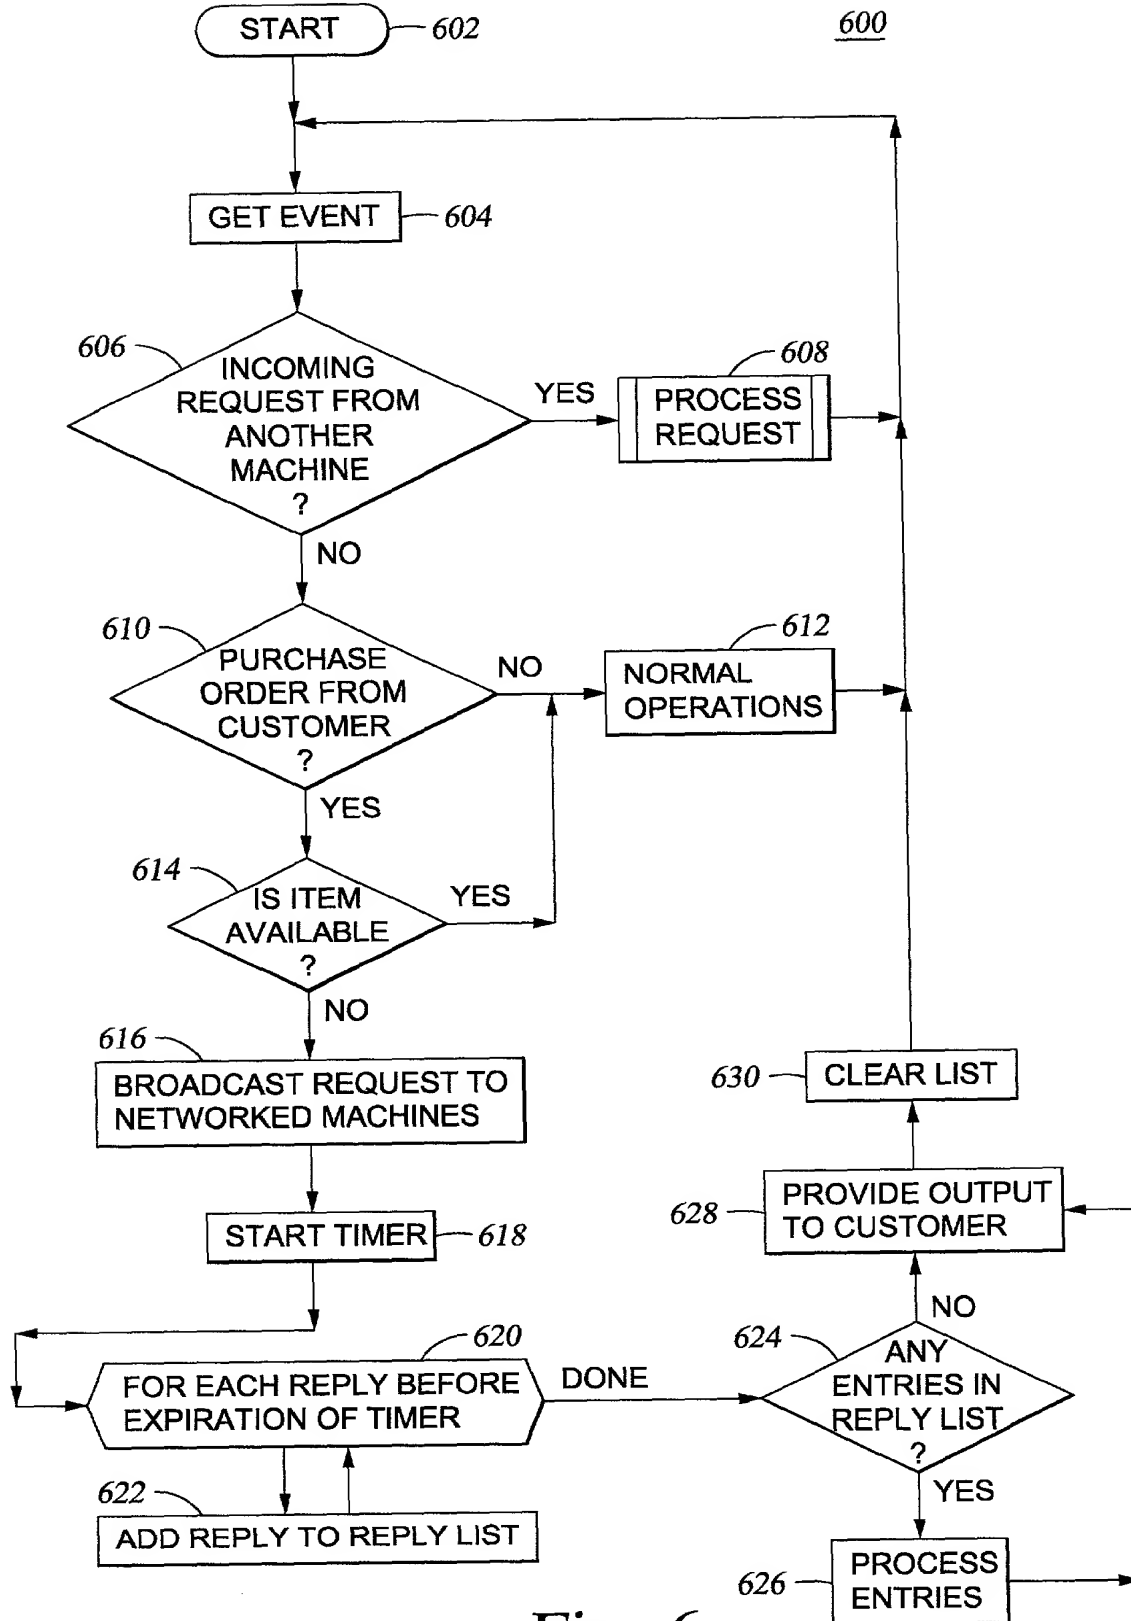 START
602
600
GET EVENT
604
606
INCOMING
REQUEST FROM
ANOTHER
MACHINE
?
YES
608
PROCESS
REQUEST
NO
610
PURCHASE
ORDER FROM
CUSTOMER
?
NO
612
NORMAL
OPERATIONS
YES
614
IS ITEM
AVAILABLE
?
YES
NO
616
BROADCAST REQUEST TO
NETWORKED MACHINES
630
CLEAR LIST
START TIMER
618
628
PROVIDE OUTPUT
TO CUSTOMER
NO
620
FOR EACH REPLY BEFORE
EXPIRATION OF TIMER
DONE
624
ANY
ENTRIES IN
REPLY LIST
?
YES
622
ADD REPLY TO REPLY LIST
626
PROCESS
ENTRIES